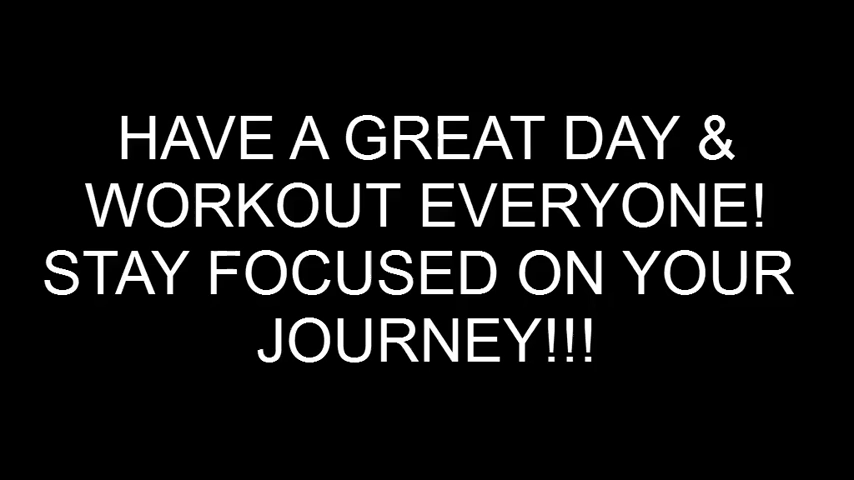 HAVE A GREAT DAY &
WORKOUT EVERYONE!
STAY FOCUSED ON YOUR
JOURNEY!!!